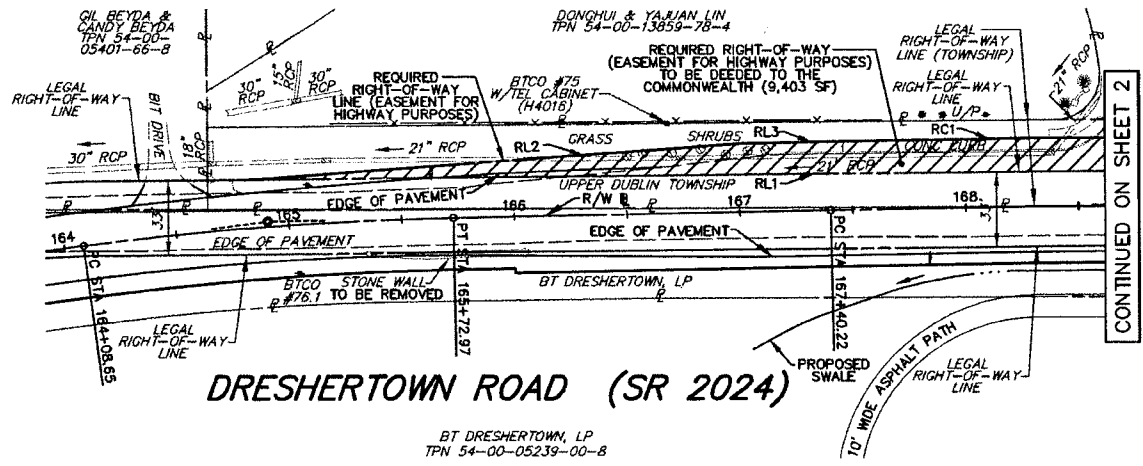 GIL BEYDA &
CANDY BEYDA
TPN 54-00-
05401-66-8
DONGHUI & YAJUAN LIN
TPN 54-00-13859-78-4
LEGAL
RIGHT-OF-WAY
LINE (TOWNSHIP)
21" RCP
LEGAL
RIGHT-OF-WAY
LINE
BIT DRIVE
30"
RCP
15"
RCP
30"
RCP
REQUIRED
RIGHT-OF-WAY
LINE (EASEMENT FOR
HIGHWAY PURPOSES)
BTCO #75
W/TEL CABINET
(H4016)
REQUIRED RIGHT-OF-WAY
(EASEMENT FOR HIGHWAY PURPOSES)
TO BE DEEDED TO THE
COMMONWEALTH (9,403 SF)
LEGAL
RIGHT-OF-WAY
LINE
U/P
30" RCP
18"
RCP
21" RCP
RL2
GRASS
SHRUBS
RL3
RC1
CONC CURB
21" RCP
EDGE OF PAVEMENT
UPPER DUBLIN TOWNSHIP
RL1
33'
164
165
166
R/W B
167
168
33'
EDGE OF PAVEMENT
EDGE OF PAVEMENT
PC STA 164+08.65
LEGAL
RIGHT-OF-WAY
LINE
BTCO
#76.1
STONE WALL
TO BE REMOVED
PT STA 165+72.97
BT DRESHERTOWN, LP
PC STA 167+40.22
PROPOSED
SWALE
10' WIDE ASPHALT PATH
LEGAL
RIGHT-OF-WAY
LINE
CONTINUED ON SHEET 2
DRESHERTOWN ROAD (SR 2024)
BT DRESHERTOWN, LP
TPN 54-00-05239-00-8